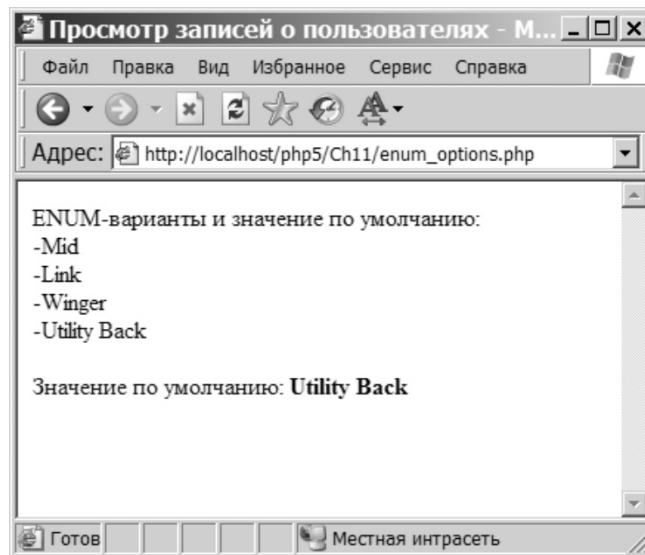 Просмотр записей о пользователях - M...
Файл Правка Вид Избранное Сервис Справка
Адрес: http://localhost/php5/Ch11/enum_options.php
ENUM-варианты и значение по умолчанию:
-Mid
-Link
-Winger
-Utility Back
Значение по умолчанию: Utility Back
Готов Местная интрасеть